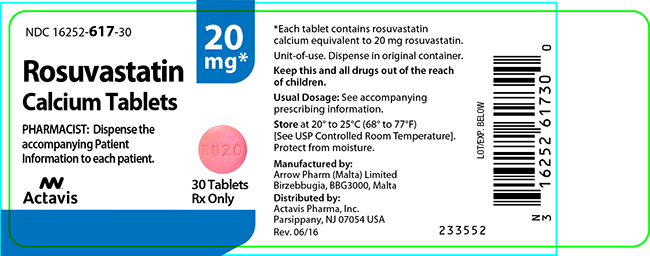 NDC 16252-617-30
20
mg*
Rosuvastatin
Calcium Tablets
PHARMACIST: Dispense the
accompanying Patient
Information to each patient.
RU20
Actavis
30 Tablets
Rx Only
*Each tablet contains rosuvastatin
calcium equivalent to 20 mg rosuvastatin.
Unit-of-use. Dispense in original container.
Keep this and all drugs out of the reach
of children.
Usual Dosage: See accompanying
prescribing information.
Store at 20° to 25°C (68° to 77°F)
[See USP Controlled Room Temperature].
Protect from moisture.
Manufactured by:
Arrow Pharm (Malta) Limited
Birzebbugia, BBG3000, Malta
Distributed by:
Actavis Pharma, Inc.
Parsippany, NJ 07054 USA
Rev. 06/16
233552
LOT/EXP. BELOW
N
3 16252 61730 0